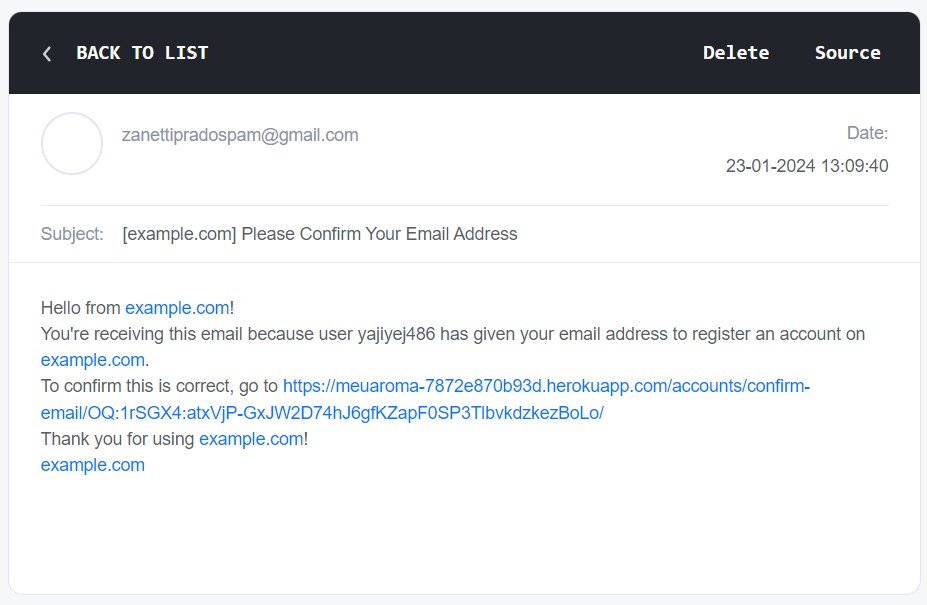 BACK TO LIST Delete Source
zanettipradospam@gmail.com
Date:
23-01-2024 13:09:40
Subject: [example.com] Please Confirm Your Email Address
Hello from example.com!
You're receiving this email because user yajiyej486 has given your email address to register an account on
example.com.
To confirm this is correct, go to https://meuaroma-7872e870b93d.herokuapp.com/accounts/confirm-
email/OQ:1rSGX4:atxVjP-GxJW2D74hJ6gfKZapF0SP3TlbvkdzkezBoLo/
Thank you for using example.com!
example.com